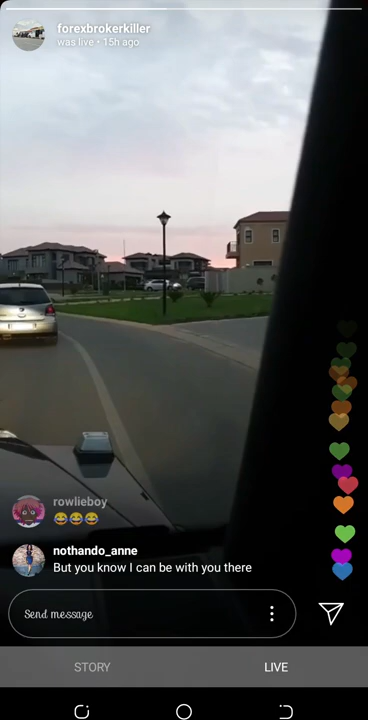 forexbrokerkiller
was live • 15h ago
rowlieboy
😂😂😂
nothando_anne
But you know I can be with you there
Send message
STORY
LIVE